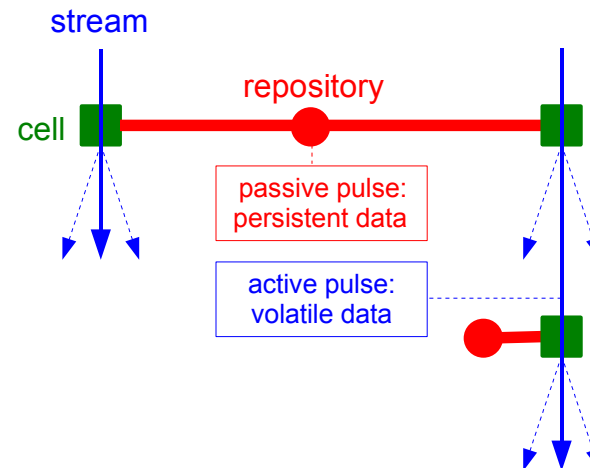 stream
repository
cell
passive pulse:
persistent data
active pulse:
volatile data